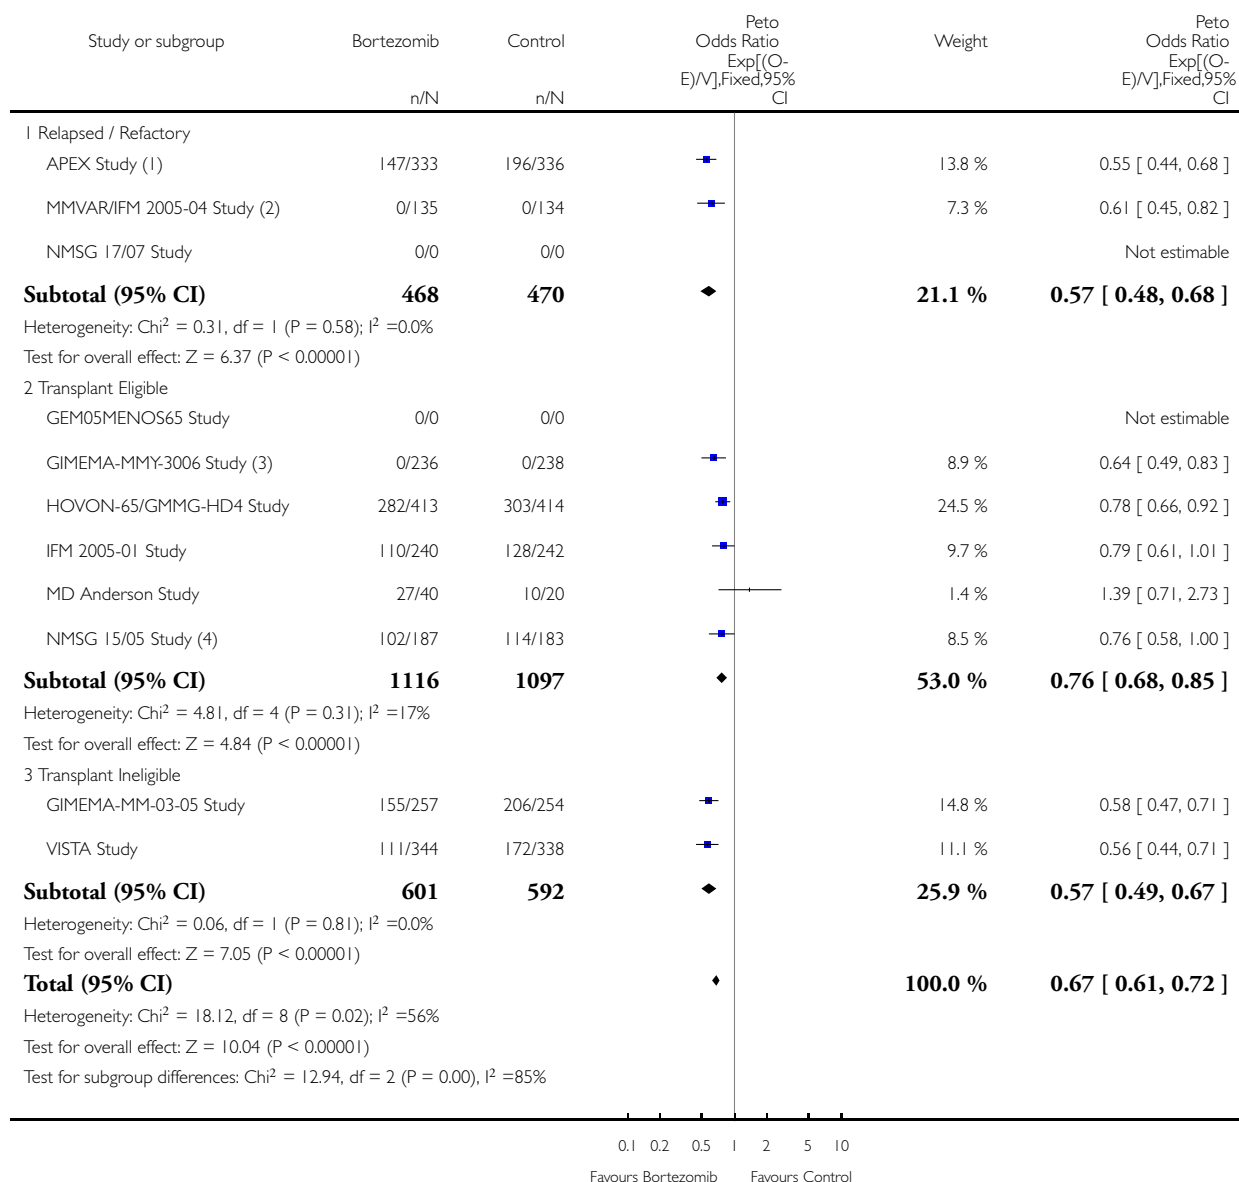 Study or subgroup Bortezomib Control Peto Odds Ratio Exp[(O-E)/V],Fixed,95% CI Weight Peto Odds Ratio Exp[(O-E)/V],Fixed,95% CI
n/N n/N
1 Relapsed / Refactory
APEX Study (1) 147/333 196/336 13.8 % 0.55 [ 0.44, 0.68 ]
MMVAR/IFM 2005-04 Study (2) 0/135 0/134 7.3 % 0.61 [ 0.45, 0.82 ]
NMSG 17/07 Study 0/0 0/0 Not estimable
Subtotal (95% CI) 468 470 21.1 % 0.57 [ 0.48, 0.68 ]
Heterogeneity: Chi² = 0.31, df = 1 (P = 0.58); I² =0.0%
Test for overall effect: Z = 6.37 (P < 0.00001)
2 Transplant Eligible
GEM05MENOS65 Study 0/0 0/0 Not estimable
GIMEMA-MMY-3006 Study (3) 0/236 0/238 8.9 % 0.64 [ 0.49, 0.83 ]
HOVON-65/GMMG-HD4 Study 282/413 303/414 24.5 % 0.78 [ 0.66, 0.92 ]
IFM 2005-01 Study 110/240 128/242 9.7 % 0.79 [ 0.61, 1.01 ]
MD Anderson Study 27/40 10/20 1.4 % 1.39 [ 0.71, 2.73 ]
NMSG 15/05 Study (4) 102/187 114/183 8.5 % 0.76 [ 0.58, 1.00 ]
Subtotal (95% CI) 1116 1097 53.0 % 0.76 [ 0.68, 0.85 ]
Heterogeneity: Chi² = 4.81, df = 4 (P = 0.31); I² =17%
Test for overall effect: Z = 4.84 (P < 0.00001)
3 Transplant Ineligible
GIMEMA-MM-03-05 Study 155/257 206/254 14.8 % 0.58 [ 0.47, 0.71 ]
VISTA Study 111/344 172/338 11.1 % 0.56 [ 0.44, 0.71 ]
Subtotal (95% CI) 601 592 25.9 % 0.57 [ 0.49, 0.67 ]
Heterogeneity: Chi² = 0.06, df = 1 (P = 0.81); I² =0.0%
Test for overall effect: Z = 7.05 (P < 0.00001)
Total (95% CI) 100.0 % 0.67 [ 0.61, 0.72 ]
Heterogeneity: Chi² = 18.12, df = 8 (P = 0.02); I² =56%
Test for overall effect: Z = 10.04 (P < 0.00001)
Test for subgroup differences: Chi² = 12.94, df = 2 (P = 0.00), I² =85%
0.1 0.2 0.5 1 2 5 10
Favours Bortezomib Favours Control